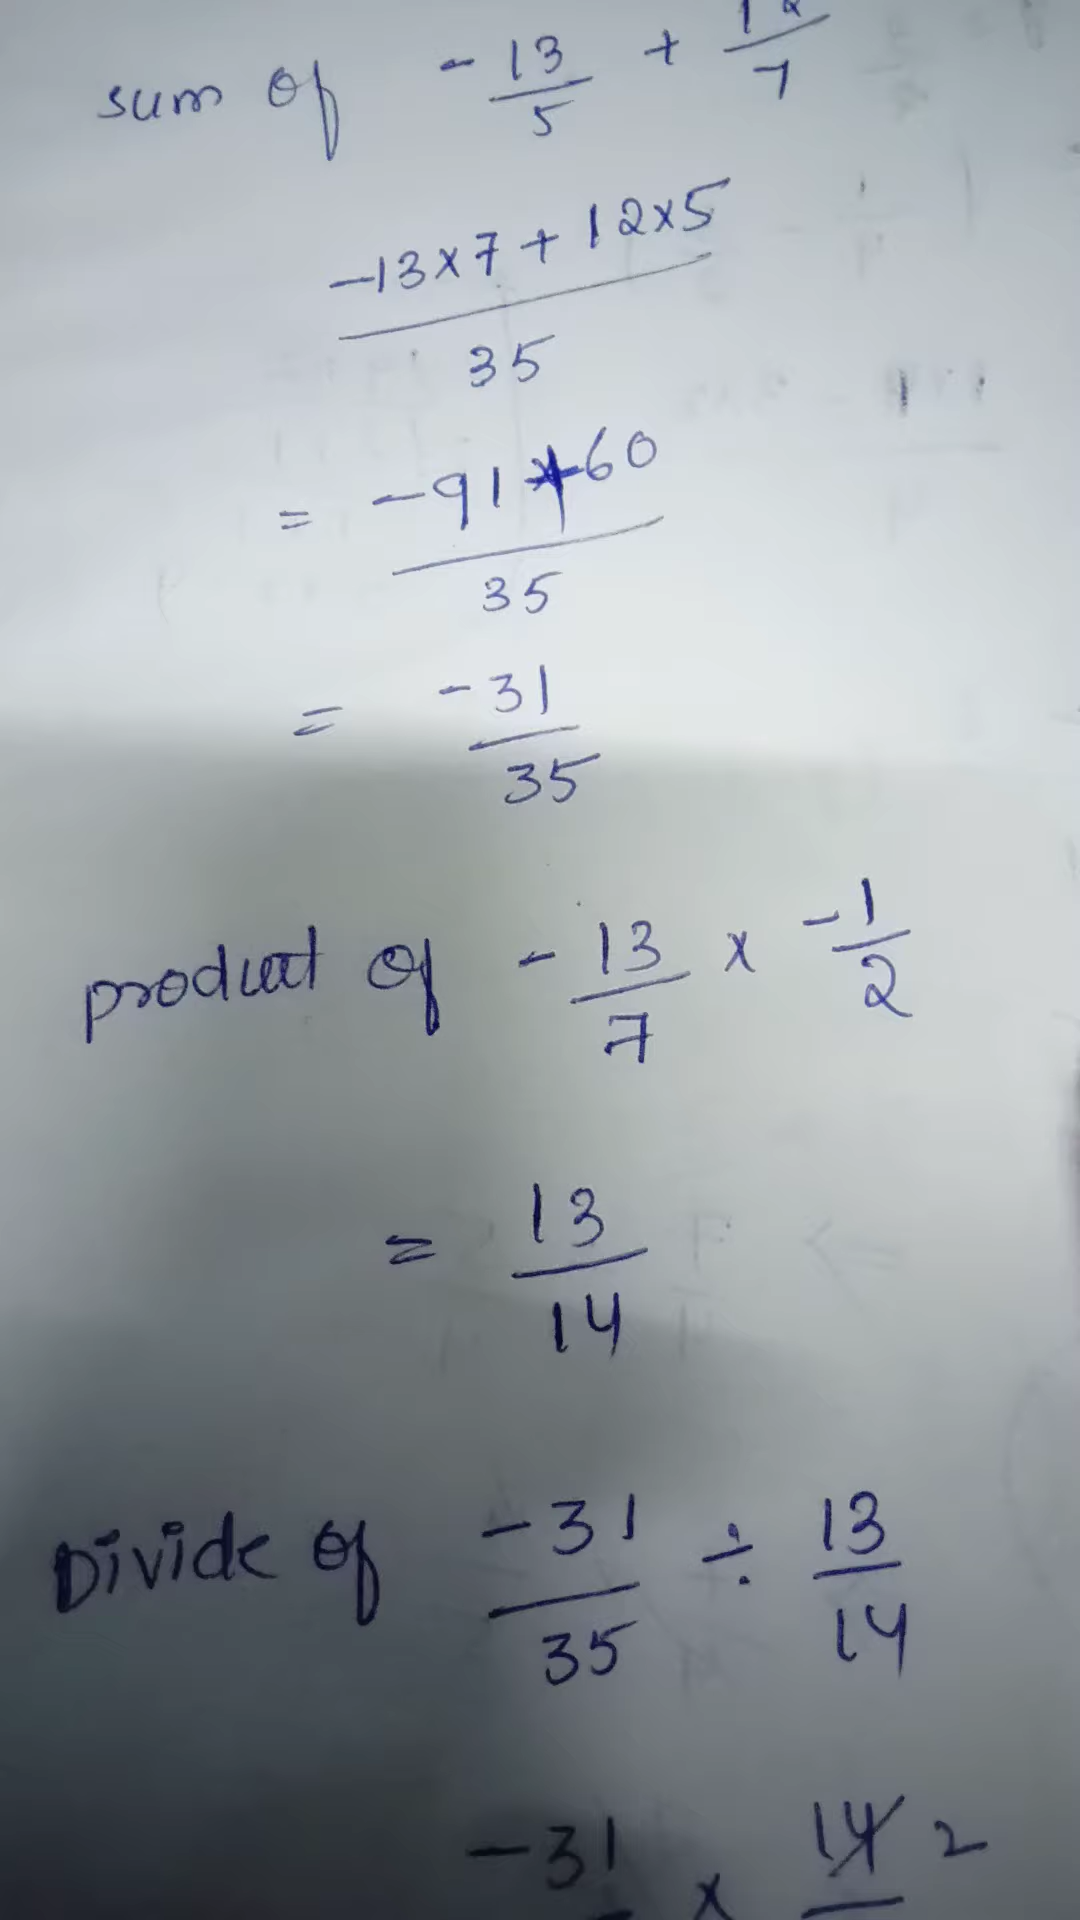 sum of -13/5 + 12/7
-13×7+12×5
35
= -91+60
35
= -31
35
product of -13/7 × -1/2
= 13
14
Divide of -31/35 ÷ 13/14
-31 × 14 2